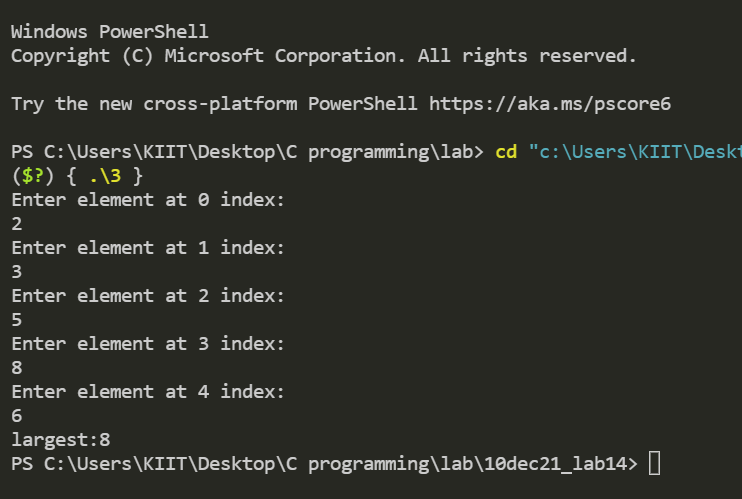 Windows PowerShell
Copyright (C) Microsoft Corporation. All rights reserved.
Try the new cross-platform PowerShell https://aka.ms/pscore6
PS C:\Users\KIIT\Desktop\C programming\lab> cd "c:\Users\KIIT\Deskt
($?) { .\3 }
Enter element at 0 index:
2
Enter element at 1 index:
3
Enter element at 2 index:
5
Enter element at 3 index:
8
Enter element at 4 index:
6
largest:8
PS C:\Users\KIIT\Desktop\C programming\lab\10dec21_lab14>